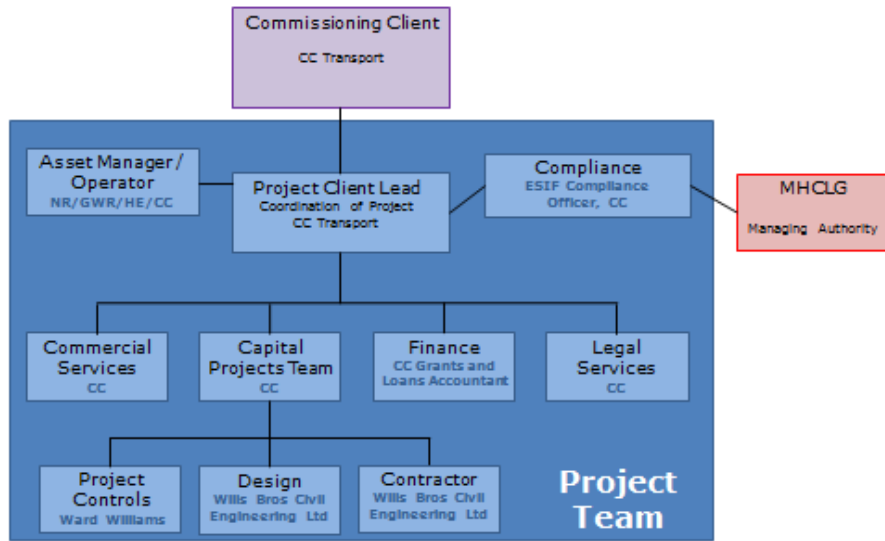 Commissioning Client
CC Transport
Asset Manager/
Operator
NR/GWR/HE/CC
Project Client Lead
Coordination of Project
CC Transport
Compliance
ESIF Compliance
Officer, CC
MHCLG
Managing Authority
Commercial
Services
CC
Capital
Projects Team
CC
Finance
CC Grants and
Loans Accountant
Legal
Services
CC
Project
Controls
Ward Williams
Design
Wills Bros Civil
Engineering Ltd
Contractor
Wills Bros Civil
Engineering Ltd
Project
Team